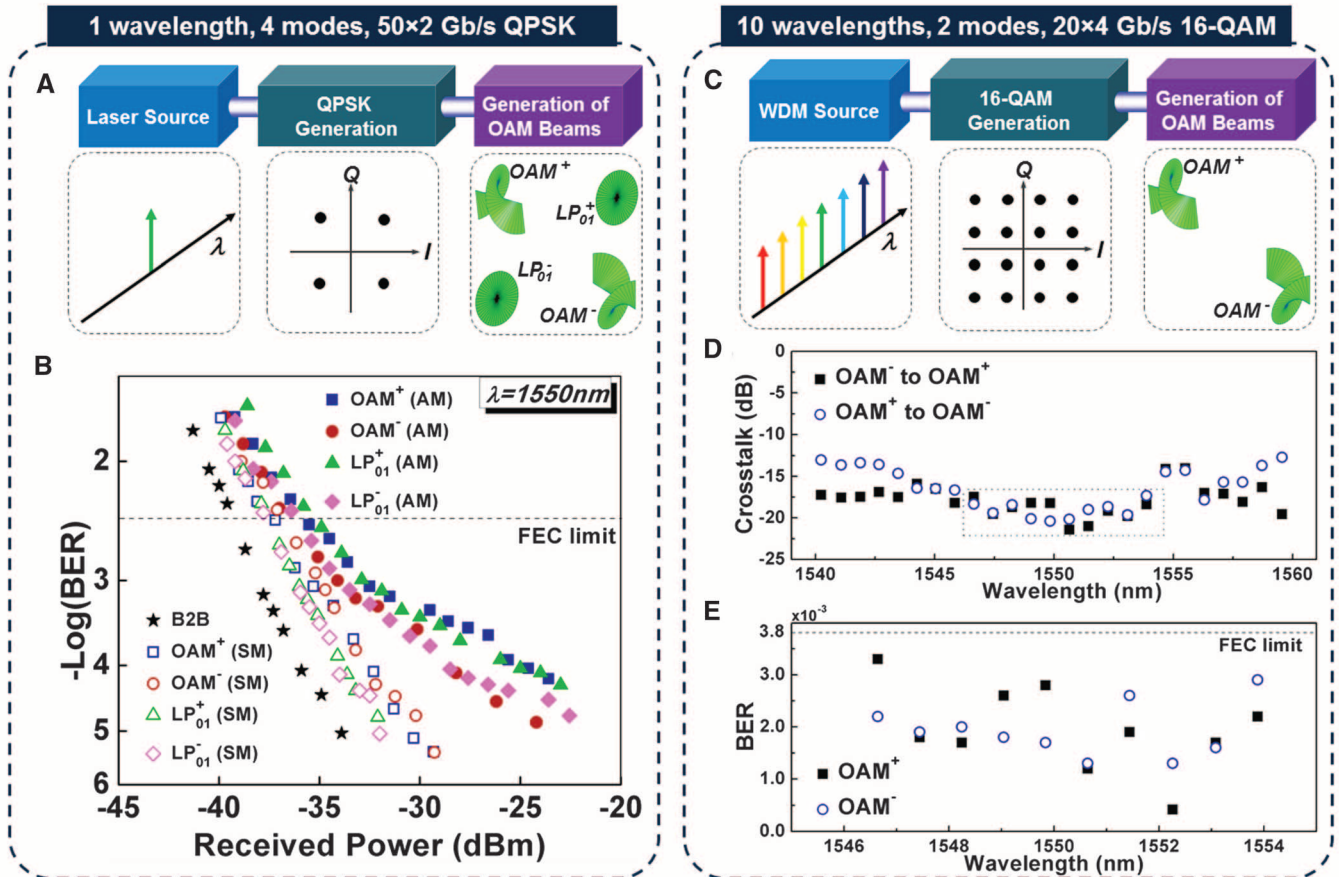 1 wavelength, 4 modes, 50×2 Gb/s QPSK
A
Laser Source
QPSK
Generation
Generation of
OAM Beams
λ
Q
I
OAM⁺
LP₀₁⁺
LP₀₁⁻
OAM⁻
B
λ=1550nm
OAM⁺ (AM)
OAM⁻ (AM)
LP₀₁⁺ (AM)
LP₀₁⁻ (AM)
FEC limit
B2B
OAM⁺ (SM)
OAM⁻ (SM)
LP₀₁⁺ (SM)
LP₀₁⁻ (SM)
-Log(BER)
2
3
4
5
6
-45 -40 -35 -30 -25 -20
Received Power (dBm)
10 wavelengths, 2 modes, 20×4 Gb/s 16-QAM
C
WDM Source
16-QAM
Generation
Generation of
OAM Beams
λ
Q
I
OAM⁺
OAM⁻
D
OAM⁻ to OAM⁺
OAM⁺ to OAM⁻
Crosstalk (dB)
0
-5
-10
-15
-20
-25
1540 1545 1550 1555 1560
Wavelength (nm)
E
x10⁻³
3.8
3.0
2.0
1.0
0.0
BER
FEC limit
OAM⁺
OAM⁻
1546 1548 1550 1552 1554
Wavelength (nm)